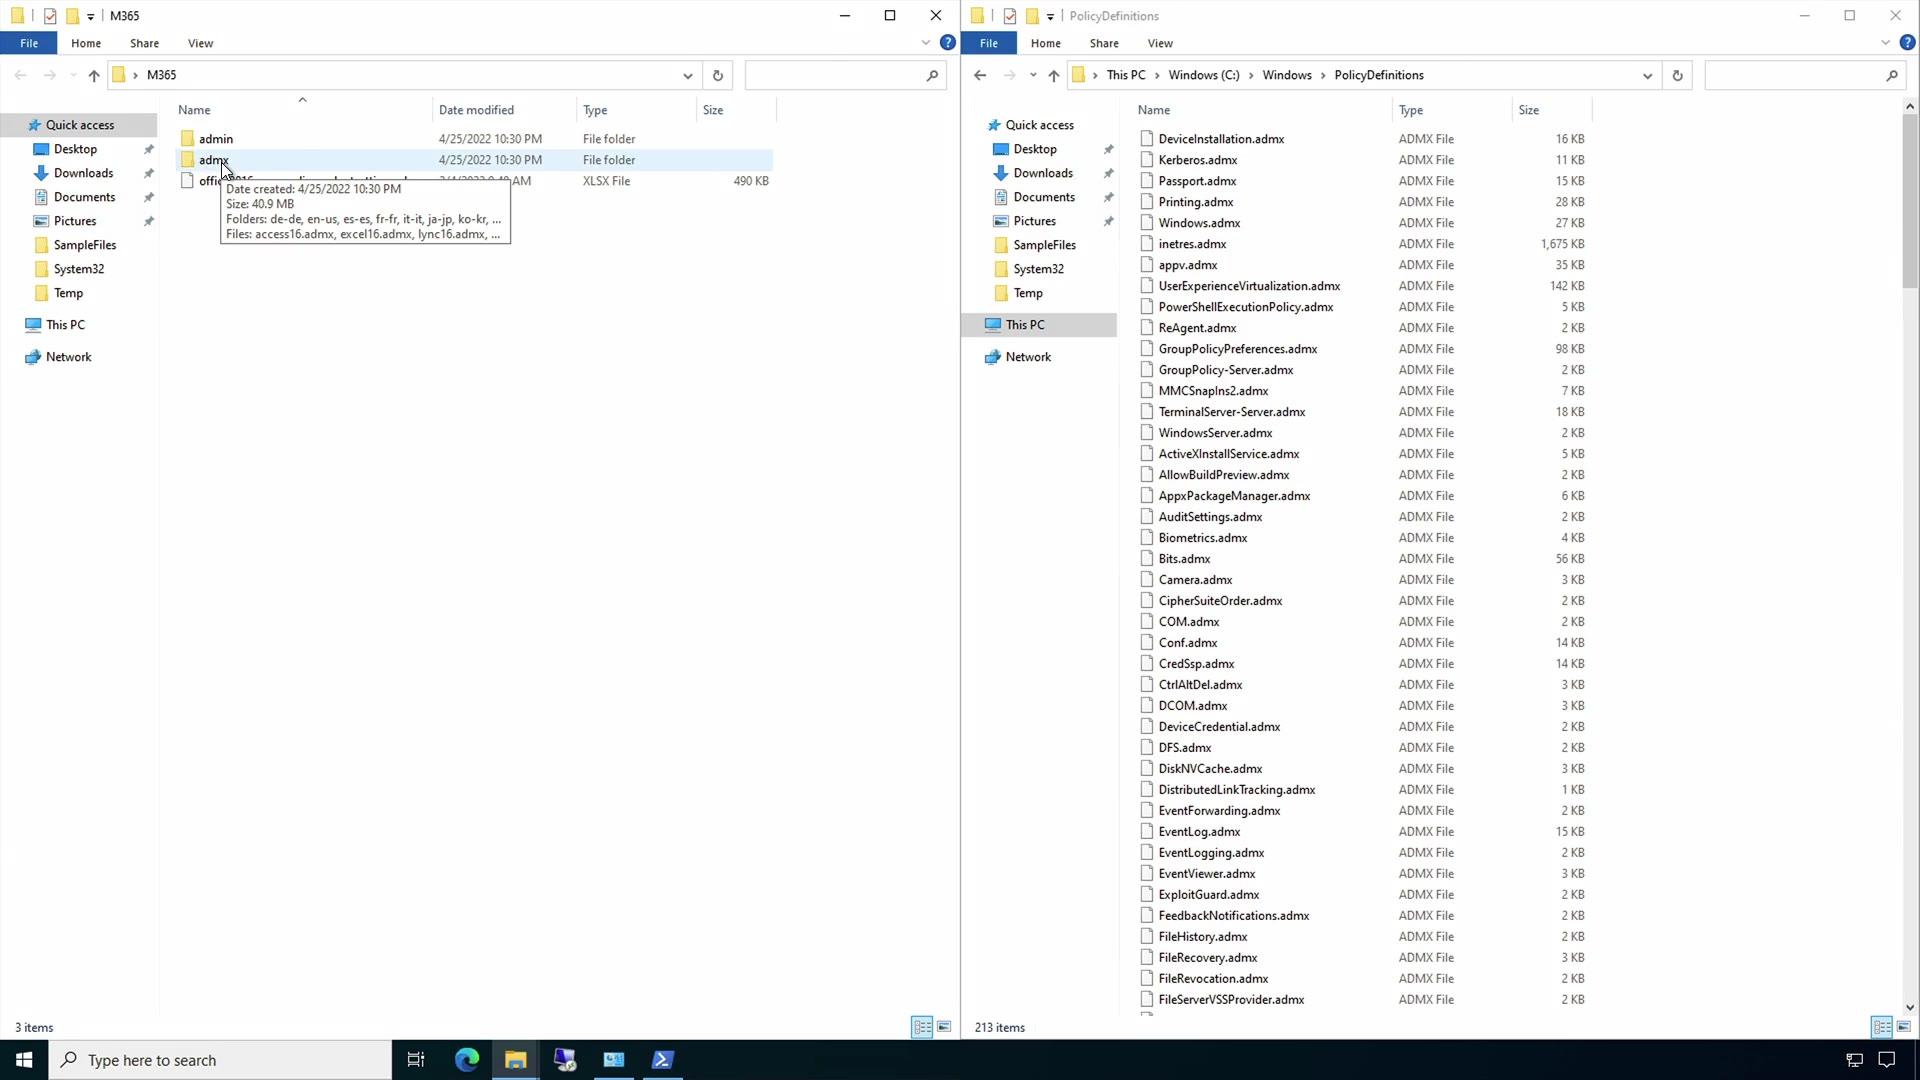 M365
File
Home
Share
View
M365
Name
Date modified
Type
Size
Quick access
Desktop
Downloads
Documents
Pictures
SampleFiles
System32
Temp
This PC
Network
admin 4/25/2022 10:30 PM File folder
admx 4/25/2022 10:30 PM File folder
AM XLSX File 490 KB
Date created: 4/25/2022 10:30 PM
Size: 40.9 MB
Folders: de-de, en-us, es-es, fr-fr, it-it, ja-jp, ko-kr, ...
Files: access16.admx, excel16.admx, lync16.admx, ...
3 items
PolicyDefinitions
File
Home
Share
View
This PC > Windows (C:) > Windows > PolicyDefinitions
Name
Type
Size
Quick access
Desktop
Downloads
Documents
Pictures
SampleFiles
System32
Temp
This PC
Network
DeviceInstallation.admx ADMX File 16 KB
Kerberos.admx ADMX File 11 KB
Passport.admx ADMX File 15 KB
Printing.admx ADMX File 28 KB
Windows.admx ADMX File 27 KB
inetres.admx ADMX File 1,675 KB
appv.admx ADMX File 35 KB
UserExperienceVirtualization.admx ADMX File 142 KB
PowerShellExecutionPolicy.admx ADMX File 5 KB
ReAgent.admx ADMX File 2 KB
GroupPolicyPreferences.admx ADMX File 98 KB
GroupPolicy-Server.admx ADMX File 2 KB
MMCSnapIns2.admx ADMX File 7 KB
TerminalServer-Server.admx ADMX File 18 KB
WindowsServer.admx ADMX File 2 KB
ActiveXInstallService.admx ADMX File 5 KB
AllowBuildPreview.admx ADMX File 2 KB
AppxPackageManager.admx ADMX File 6 KB
AuditSettings.admx ADMX File 2 KB
Biometrics.admx ADMX File 4 KB
Bits.admx ADMX File 56 KB
Camera.admx ADMX File 3 KB
CipherSuiteOrder.admx ADMX File 2 KB
COM.admx ADMX File 2 KB
Conf.admx ADMX File 14 KB
CredSsp.admx ADMX File 14 KB
CtrlAltDel.admx ADMX File 3 KB
DCOM.admx ADMX File 3 KB
DeviceCredential.admx ADMX File 2 KB
DFS.admx ADMX File 2 KB
DiskNVCache.admx ADMX File 3 KB
DistributedLinkTracking.admx ADMX File 1 KB
EventForwarding.admx ADMX File 2 KB
EventLog.admx ADMX File 15 KB
EventLogging.admx ADMX File 2 KB
EventViewer.admx ADMX File 3 KB
ExploitGuard.admx ADMX File 2 KB
FeedbackNotifications.admx ADMX File 2 KB
FileHistory.admx ADMX File 2 KB
FileRecovery.admx ADMX File 3 KB
FileRevocation.admx ADMX File 2 KB
FileServerVSSProvider.admx ADMX File 2 KB
213 items
Type here to search